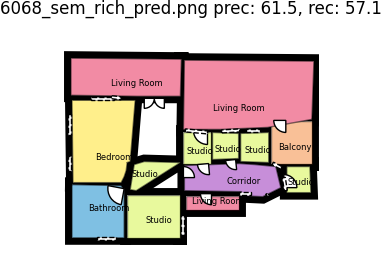 6068_sem_rich_pred.png prec: 61.5, rec: 57.1
Living Room
Living Room
Studio
Studio
Studio
Balcony
Bedroom
Studio
Corridor
Studio
Living Room
Bathroom
Studio